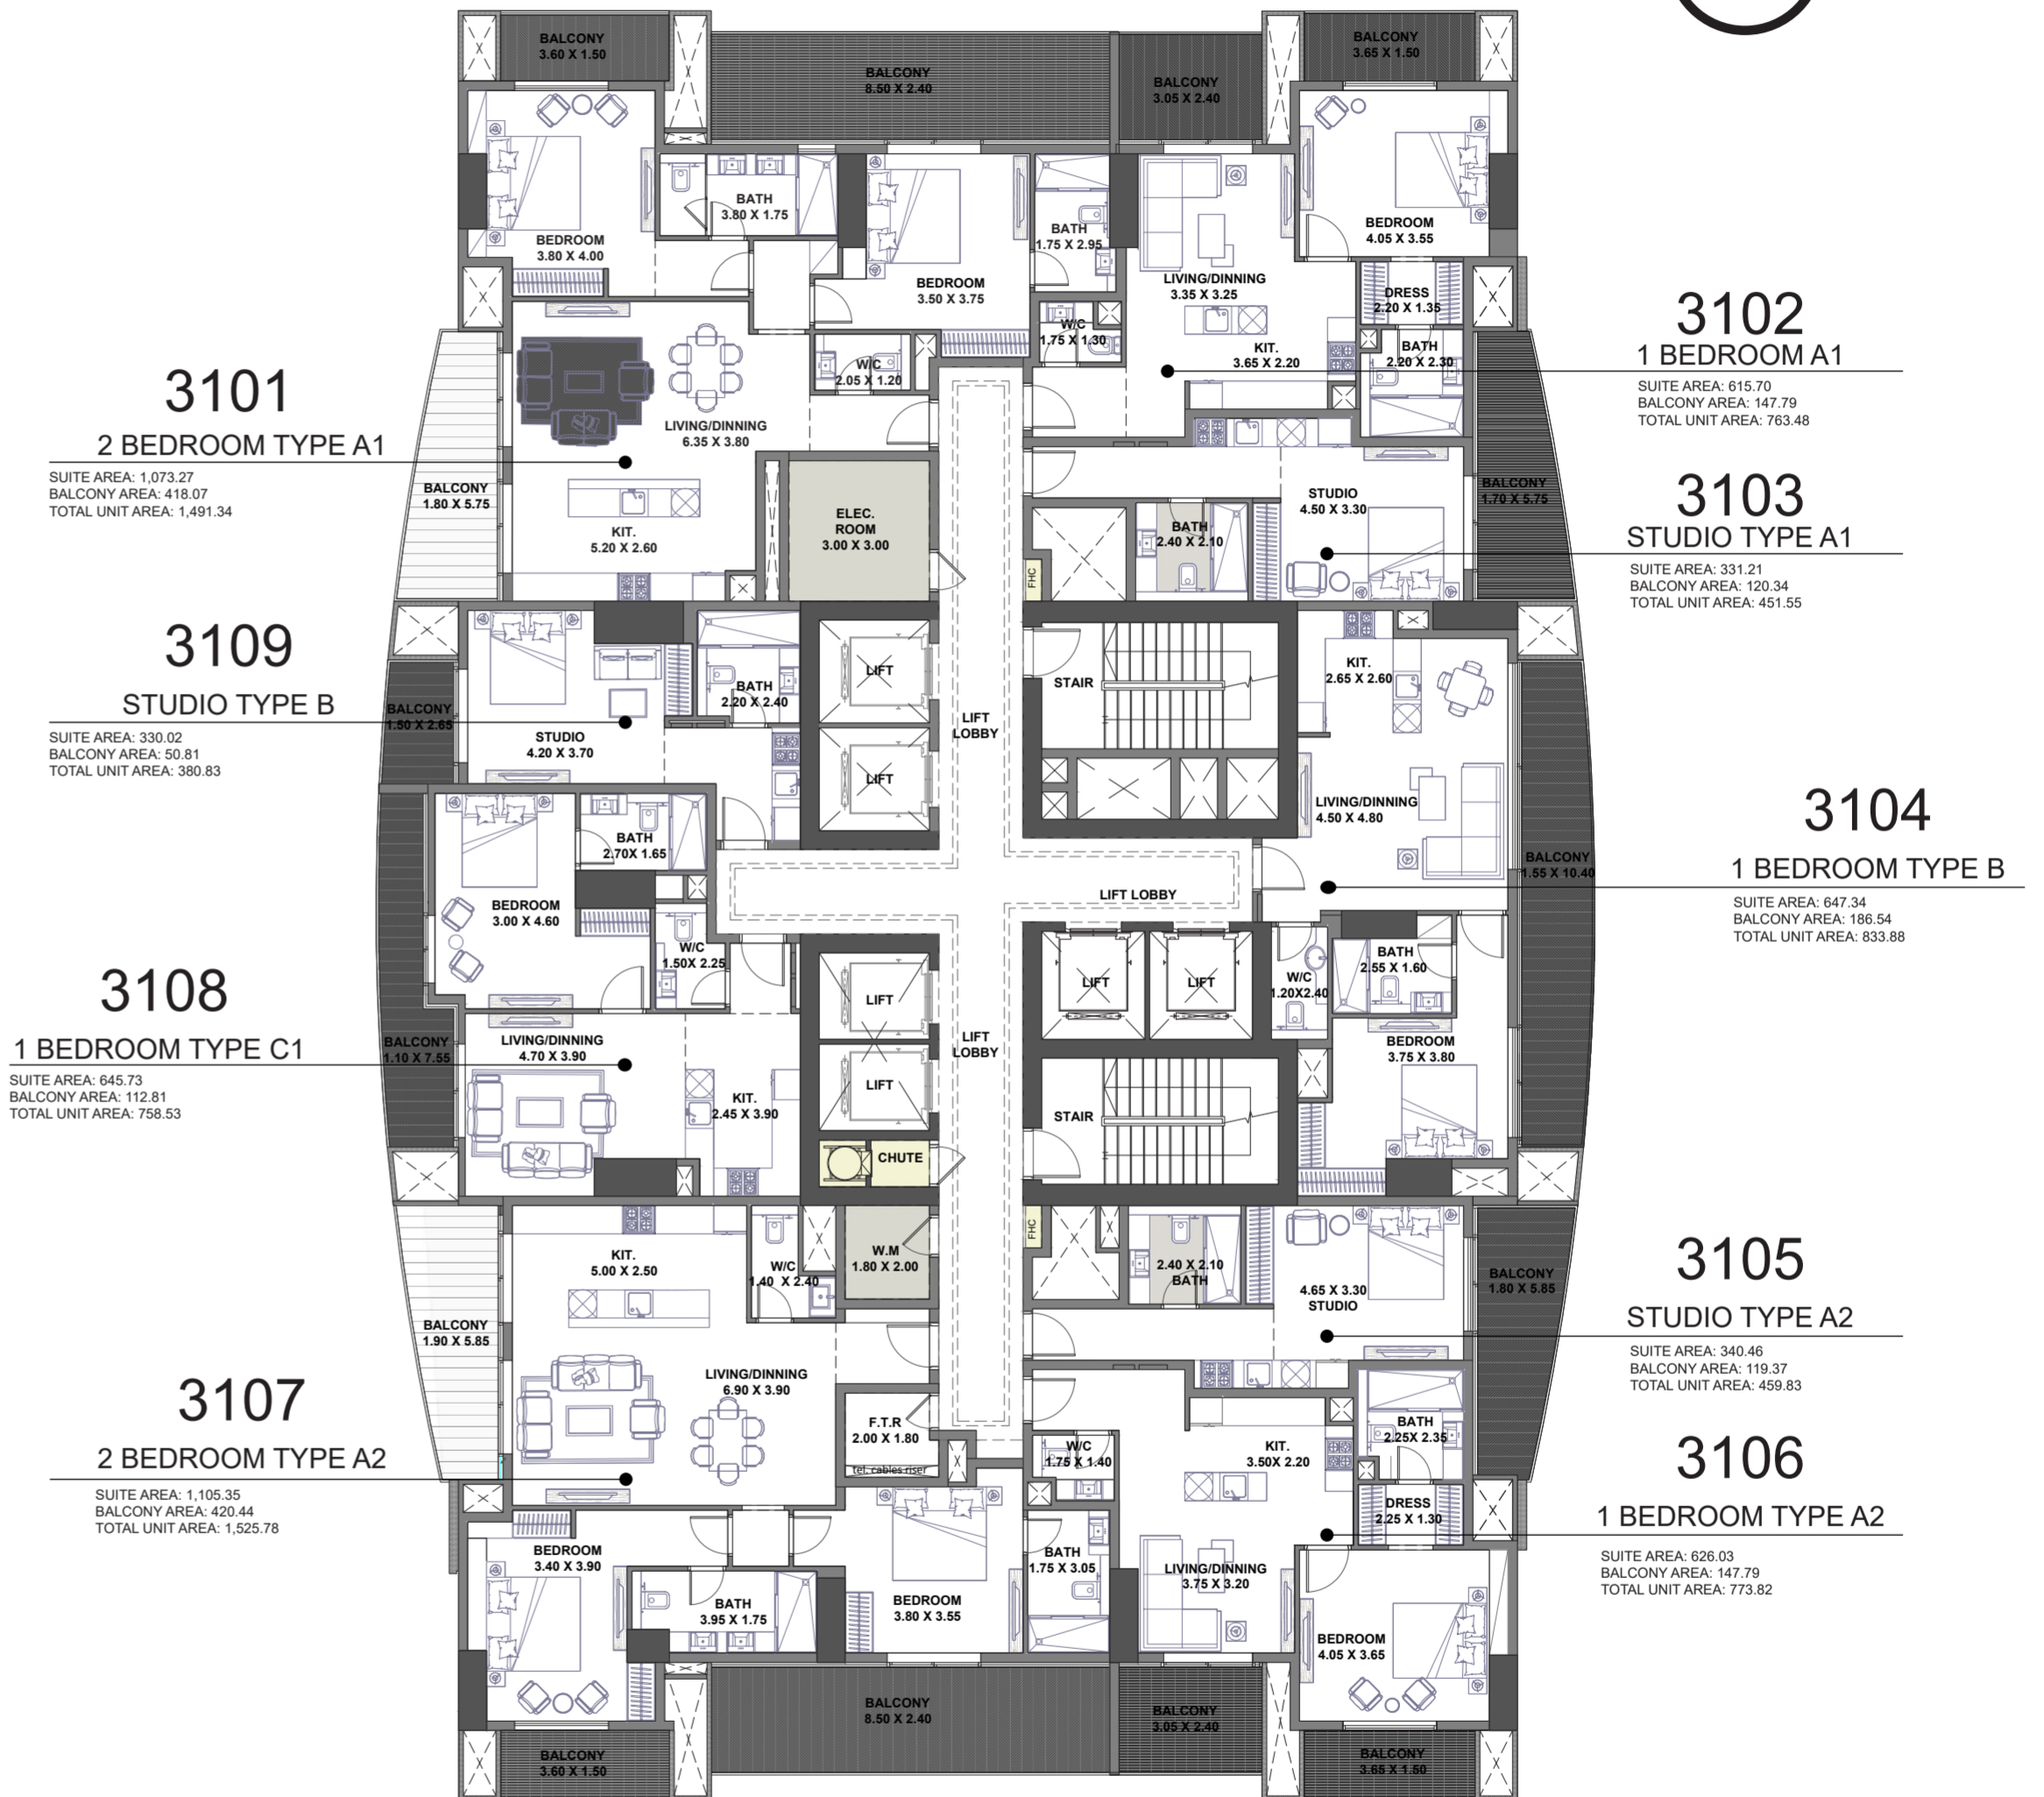 BALCONY
3.60 X 1.50
BALCONY
8.50 X 2.40
BALCONY
3.05 X 2.40
BALCONY
3.65 X 1.50
BEDROOM
3.80 X 4.00
BATH
3.80 X 1.75
BEDROOM
3.50 X 3.75
BATH
1.75 X 2.95
LIVING/DINNING
3.35 X 3.25
BEDROOM
4.05 X 3.55
DRESS
2.20 X 1.35
W/C
1.75 X 1.30
KIT.
3.65 X 2.20
BATH
2.20 X 2.30
3102
1 BEDROOM A1
SUITE AREA: 615.70
BALCONY AREA: 147.79
TOTAL UNIT AREA: 763.48
3101
2 BEDROOM TYPE A1
SUITE AREA: 1,073.27
BALCONY AREA: 418.07
TOTAL UNIT AREA: 1,491.34
W/C
2.05 X 1.20
LIVING/DINNING
6.35 X 3.80
BALCONY
1.80 X 5.75
KIT.
5.20 X 2.60
ELEC.
ROOM
3.00 X 3.00
FHC
BATH
2.40 X 2.10
STUDIO
4.50 X 3.30
BALCONY
1.70 X 5.75
3103
STUDIO TYPE A1
SUITE AREA: 331.21
BALCONY AREA: 120.34
TOTAL UNIT AREA: 451.55
3109
STUDIO TYPE B
SUITE AREA: 330.02
BALCONY AREA: 50.81
TOTAL UNIT AREA: 380.83
BALCONY
1.50 X 2.65
STUDIO
4.20 X 3.70
BATH
2.20 X 2.40
LIFT
LIFT
LIFT
LOBBY
STAIR
KIT.
2.65 X 2.60
LIVING/DINNING
4.50 X 4.80
BALCONY
1.55 X 10.40
3104
1 BEDROOM TYPE B
SUITE AREA: 647.34
BALCONY AREA: 186.54
TOTAL UNIT AREA: 833.88
BATH
2.70X 1.65
BEDROOM
3.00 X 4.60
W/C
1.50X 2.25
LIFT LOBBY
LIFT
LIFT
W/C
1.20X2.40
BATH
2.55 X 1.60
BEDROOM
3.75 X 3.80
3108
1 BEDROOM TYPE C1
SUITE AREA: 645.73
BALCONY AREA: 112.81
TOTAL UNIT AREA: 758.53
BALCONY
1.10 X 7.55
LIVING/DINNING
4.70 X 3.90
KIT.
2.45 X 3.90
LIFT
LIFT
LIFT
LOBBY
STAIR
CHUTE
W.M
1.80 X 2.00
FHC
2.40 X 2.10
BATH
4.65 X 3.30
STUDIO
BALCONY
1.80 X 5.85
3105
STUDIO TYPE A2
SUITE AREA: 340.46
BALCONY AREA: 119.37
TOTAL UNIT AREA: 459.83
KIT.
5.00 X 2.50
W/C
1.40 X 2.40
BALCONY
1.90 X 5.85
LIVING/DINNING
6.90 X 3.90
3107
2 BEDROOM TYPE A2
SUITE AREA: 1,105.35
BALCONY AREA: 420.44
TOTAL UNIT AREA: 1,525.78
F.T.R
2.00 X 1.80
tel. cables riser
W/C
1.75 X 1.40
KIT.
3.50X 2.20
BATH
2.25X 2.35
DRESS
2.25 X 1.30
3106
1 BEDROOM TYPE A2
SUITE AREA: 626.03
BALCONY AREA: 147.79
TOTAL UNIT AREA: 773.82
BEDROOM
3.40 X 3.90
BATH
3.95 X 1.75
BEDROOM
3.80 X 3.55
BATH
1.75 X 3.05
LIVING/DINNING
3.75 X 3.20
BEDROOM
4.05 X 3.65
BALCONY
3.60 X 1.50
BALCONY
8.50 X 2.40
BALCONY
3.05 X 2.40
BALCONY
3.65 X 1.50